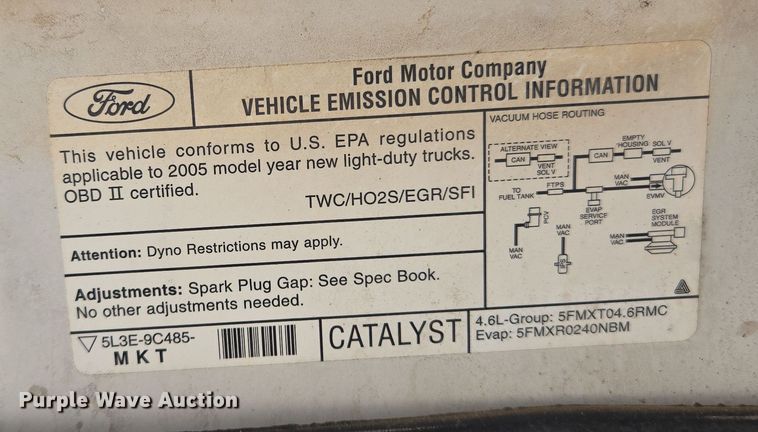 Ford
Ford Motor Company
VEHICLE EMISSION CONTROL INFORMATION
This vehicle conforms to U.S. EPA regulations
applicable to 2005 model year new light-duty trucks.
OBD II certified.
TWC/HO2S/EGR/SFI
Attention: Dyno Restrictions may apply.
Adjustments: Spark Plug Gap: See Spec Book.
No other adjustments needed.
VACUUM HOSE ROUTING
ALTERNATE VIEW
CAN
VENT
SOL V
EMPTY
HOUSING
SOL V
CAN
VENT
TO
FUEL TANK
FTPS
MAN
VAC
EVMV
EVAP
SERVICE
PORT
PCV
MAN
VAC
MAN
VAC
EGR
SYSTEM
MODULE
MAN
VAC
5L3E-9C485-
MKT
CATALYST
4.6L-Group: 5FMXT04.6RMC
Evap: 5FMXR0240NBM
Purple Wave Auction